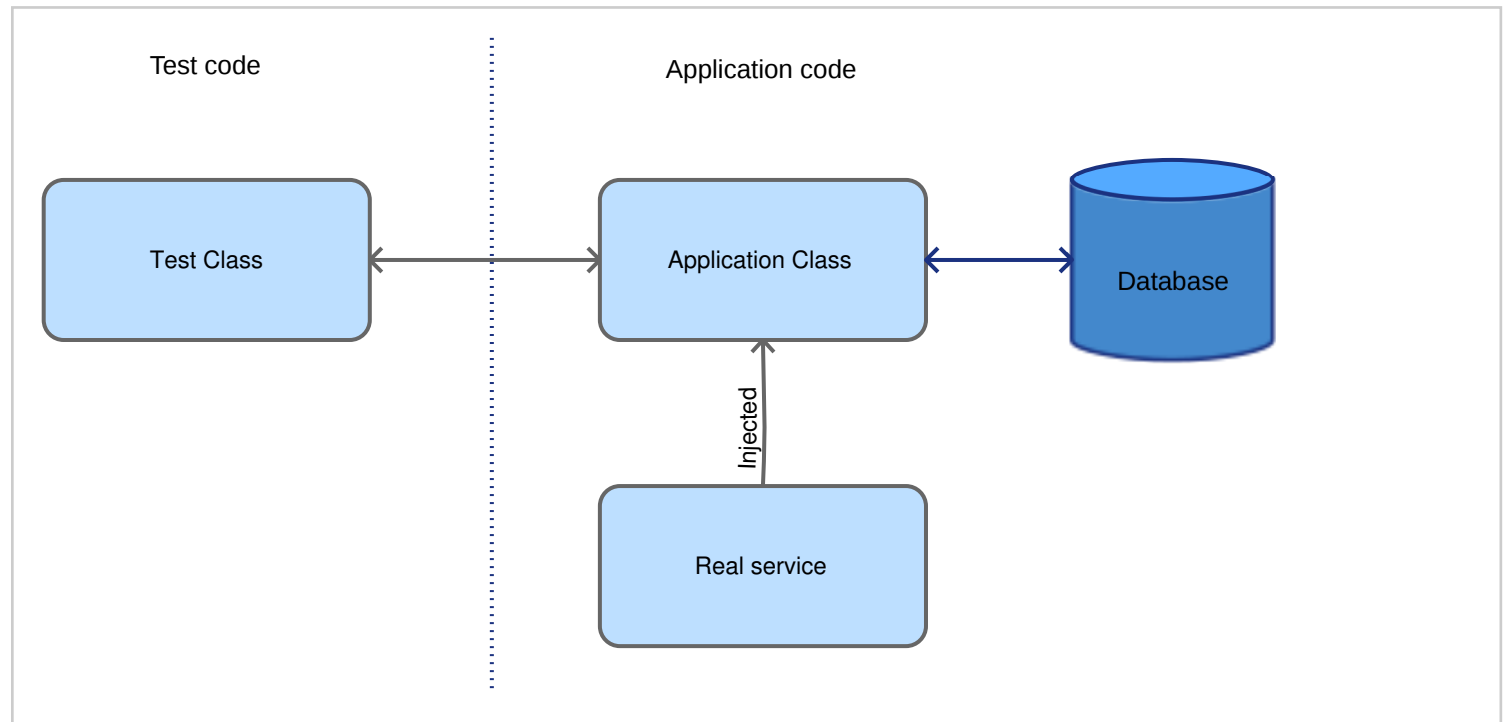 Test code
Application code
Test Class
Application Class
Database
Injected
Real service